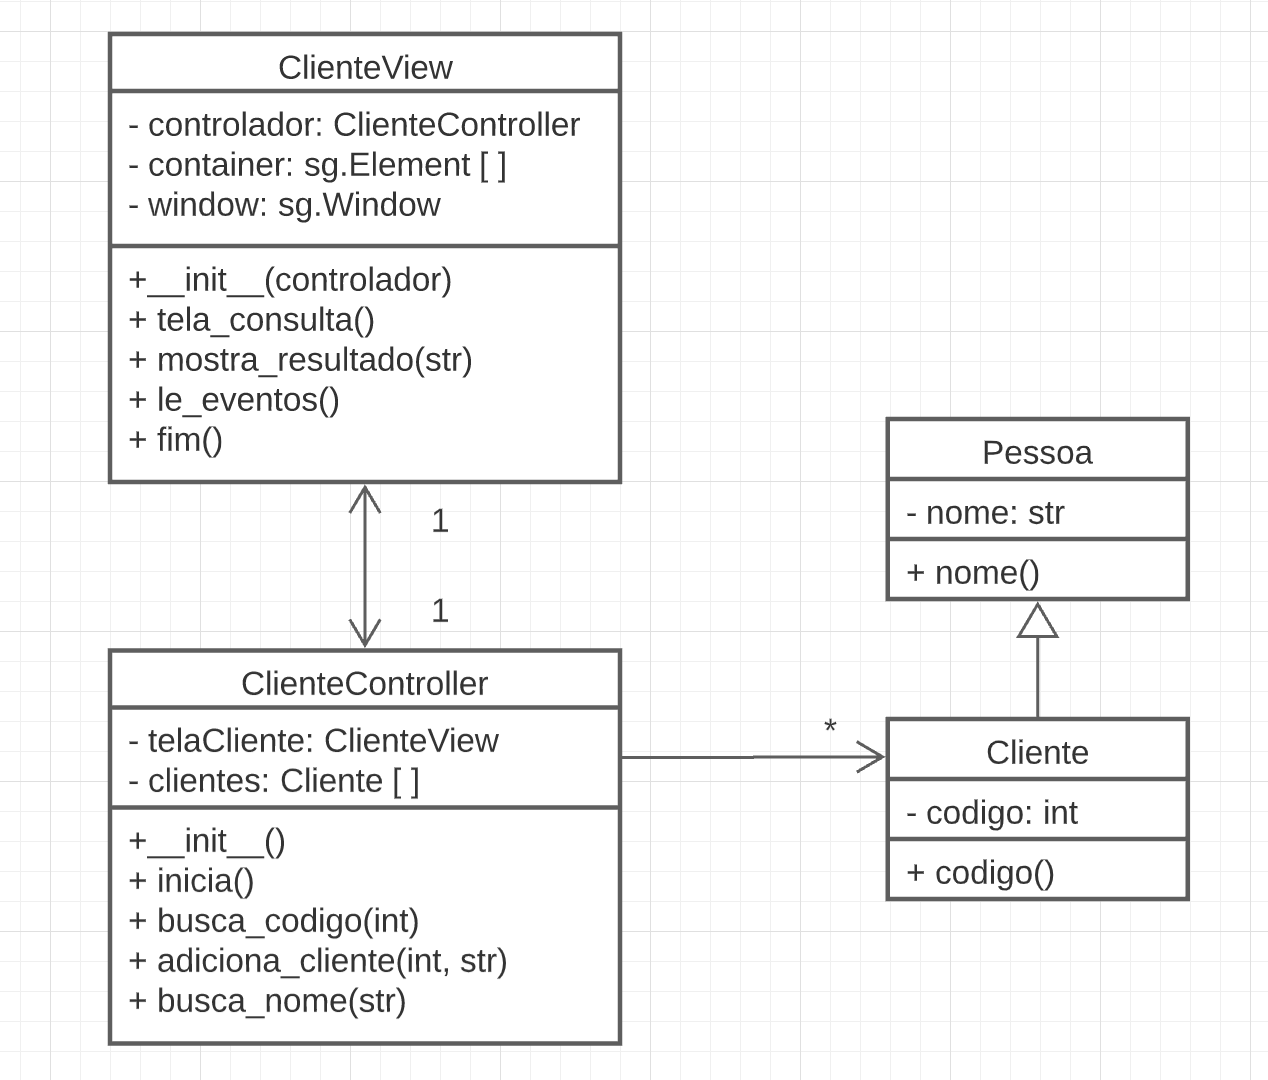 ClienteView
- controlador: ClienteController
- container: sg.Element [ ]
- window: sg.Window
+__init__(controlador)
+ tela_consulta()
+ mostra_resultado(str)
+ le_eventos()
+ fim()
1
1
ClienteController
- telaCliente: ClienteView
- clientes: Cliente [ ]
+__init__()
+ inicia()
+ busca_codigo(int)
+ adiciona_cliente(int, str)
+ busca_nome(str)
*
Pessoa
- nome: str
+ nome()
Cliente
- codigo: int
+ codigo()